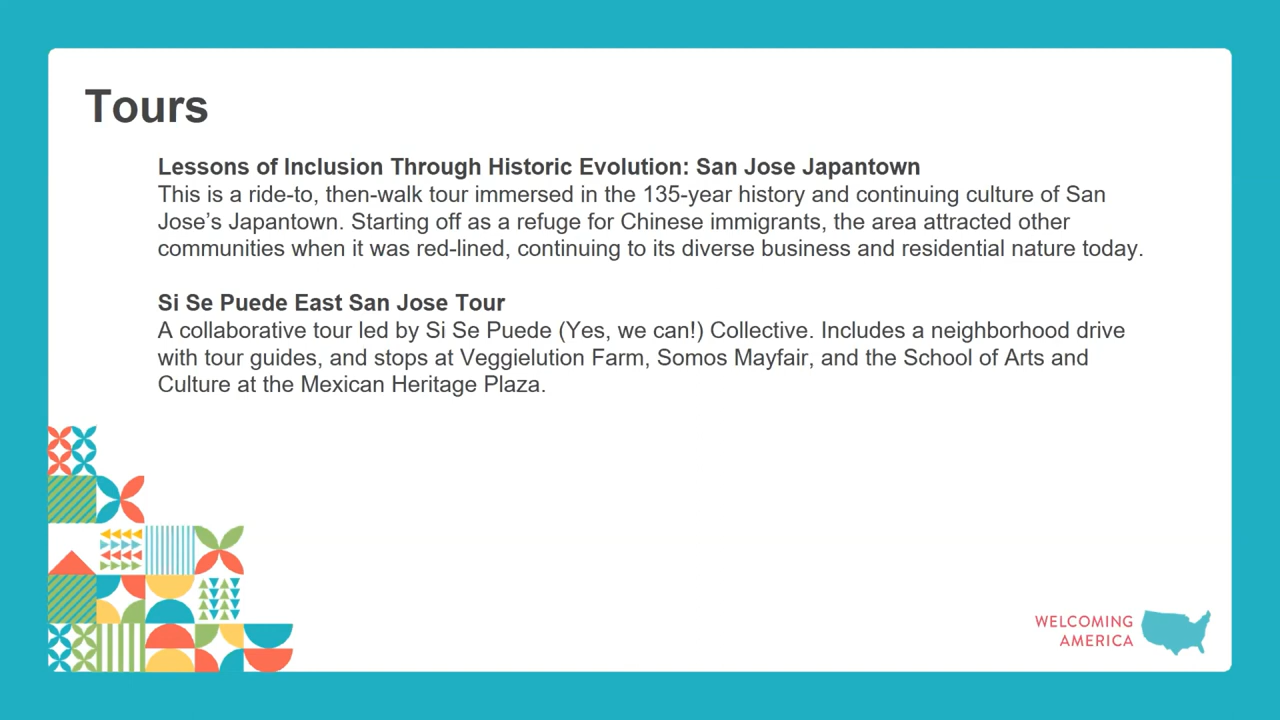 Tours
Lessons of Inclusion Through Historic Evolution: San Jose Japantown
This is a ride-to, then-walk tour immersed in the 135-year history and continuing culture of San
Jose’s Japantown. Starting off as a refuge for Chinese immigrants, the area attracted other
communities when it was red-lined, continuing to its diverse business and residential nature today.
Si Se Puede East San Jose Tour
A collaborative tour led by Si Se Puede (Yes, we can!) Collective. Includes a neighborhood drive
with tour guides, and stops at Veggielution Farm, Somos Mayfair, and the School of Arts and
Culture at the Mexican Heritage Plaza.
WELCOMING
AMERICA